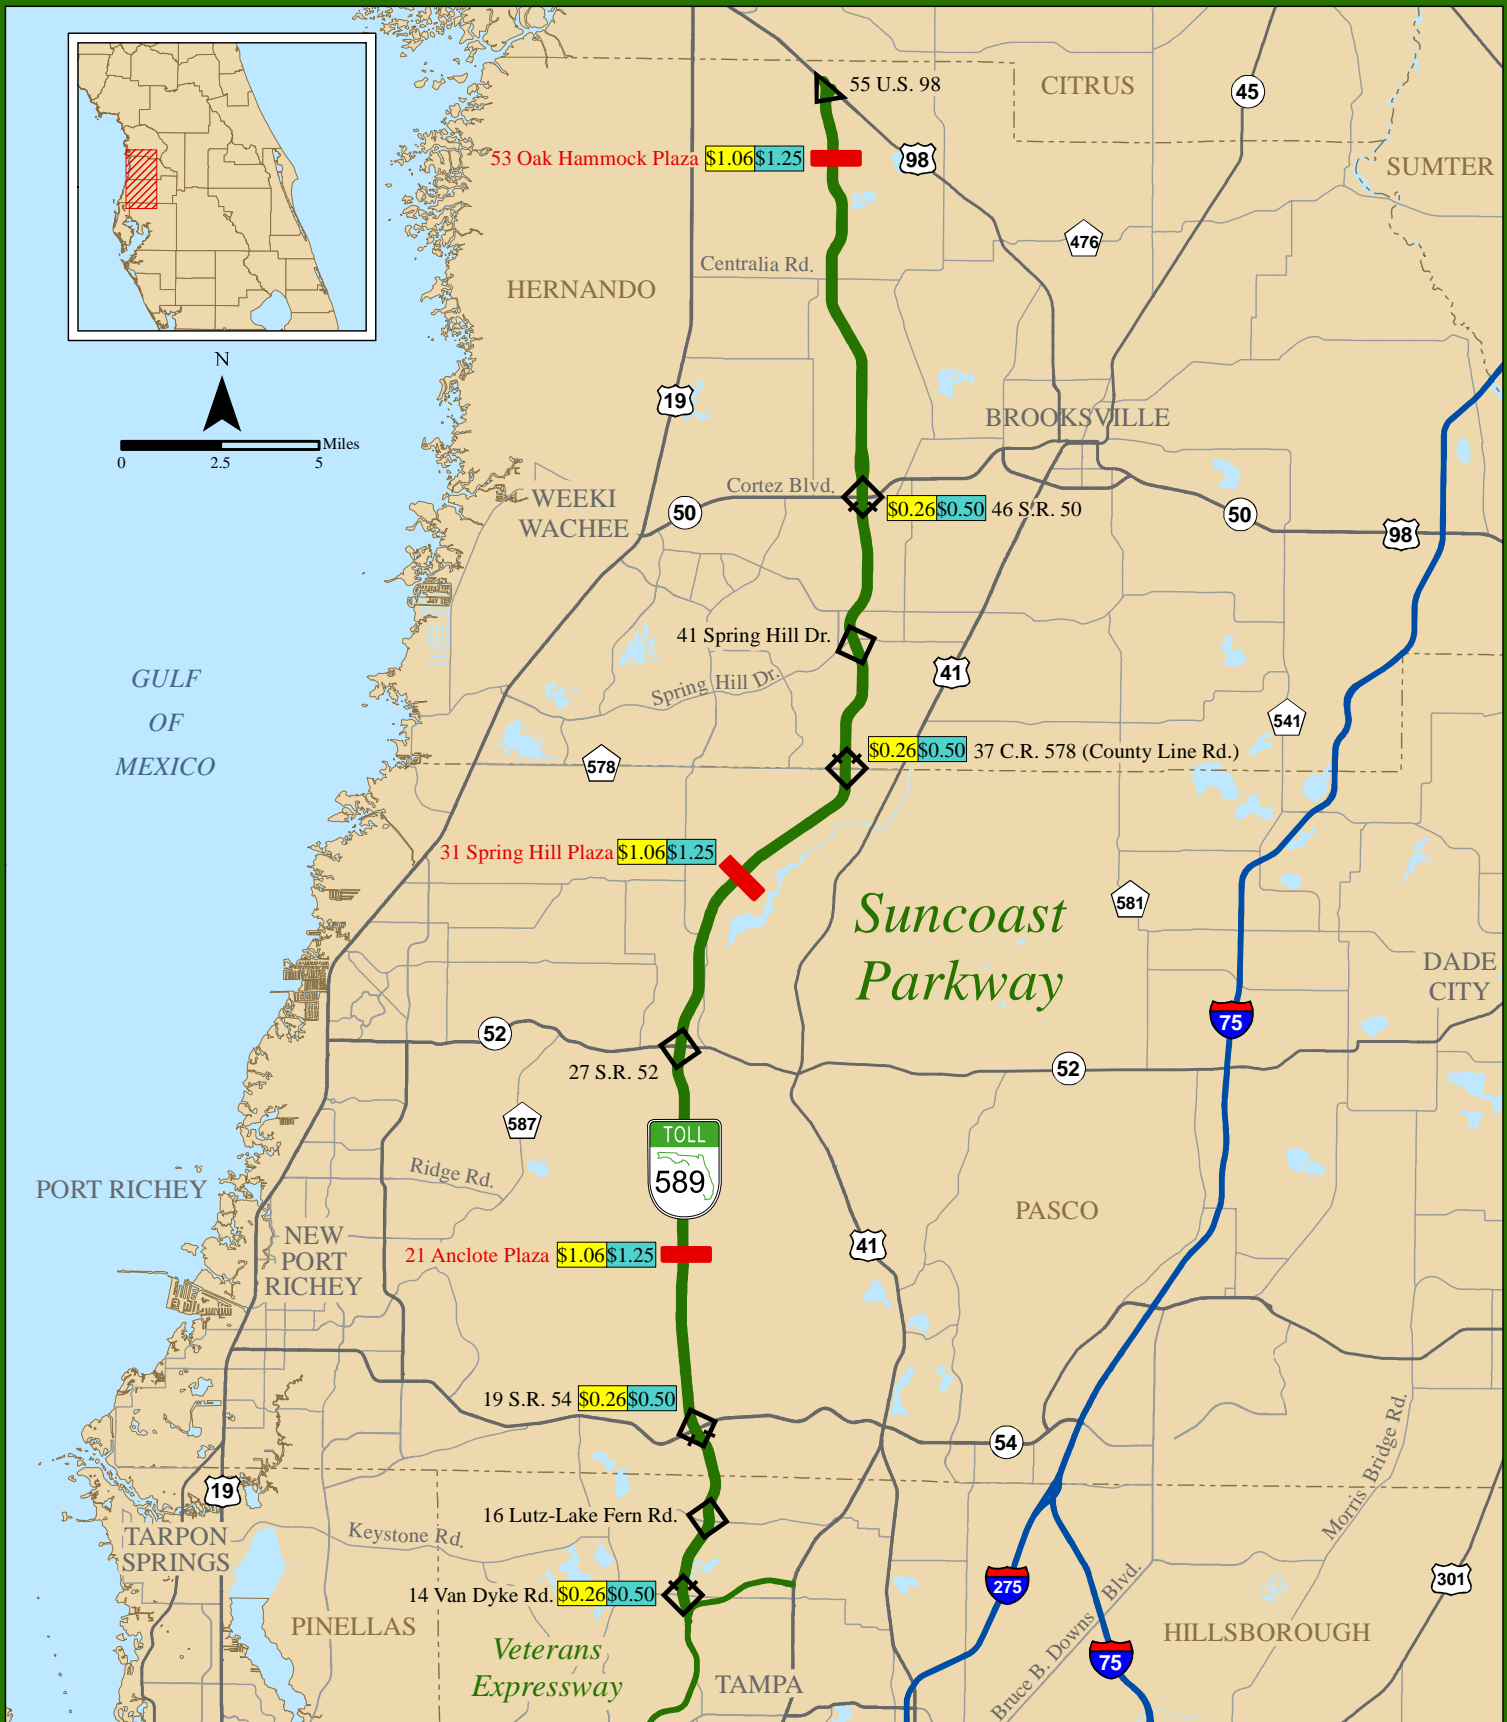 55 U.S. 98
CITRUS
45
53 Oak Hammock Plaza $1.06 $1.25
98
SUMTER
476
Centralia Rd.
HERNANDO
N
19
BROOKSVILLE
Miles
0 2.5 5
Cortez Blvd.
WEEKI
WACHEE
50
$0.26 $0.50 46 S.R. 50
50
98
41 Spring Hill Dr.
GULF
OF
MEXICO
Spring Hill Dr.
41
541
578
$0.26 $0.50 37 C.R. 578 (County Line Rd.)
31 Spring Hill Plaza $1.06 $1.25
Suncoast
Parkway
581
DADE
CITY
75
52
27 S.R. 52
52
587
TOLL
589
Ridge Rd.
PORT RICHEY
PASCO
NEW
PORT
RICHEY
41
21 Anclote Plaza $1.06 $1.25
19 S.R. 54 $0.26 $0.50
54
Morris Bridge Rd.
19
16 Lutz-Lake Fern Rd.
TARPON
SPRINGS
Keystone Rd.
275
301
14 Van Dyke Rd. $0.26 $0.50
PINELLAS
Bruce B. Downs Blvd.
HILLSBOROUGH
Veterans
Expressway
TAMPA
75